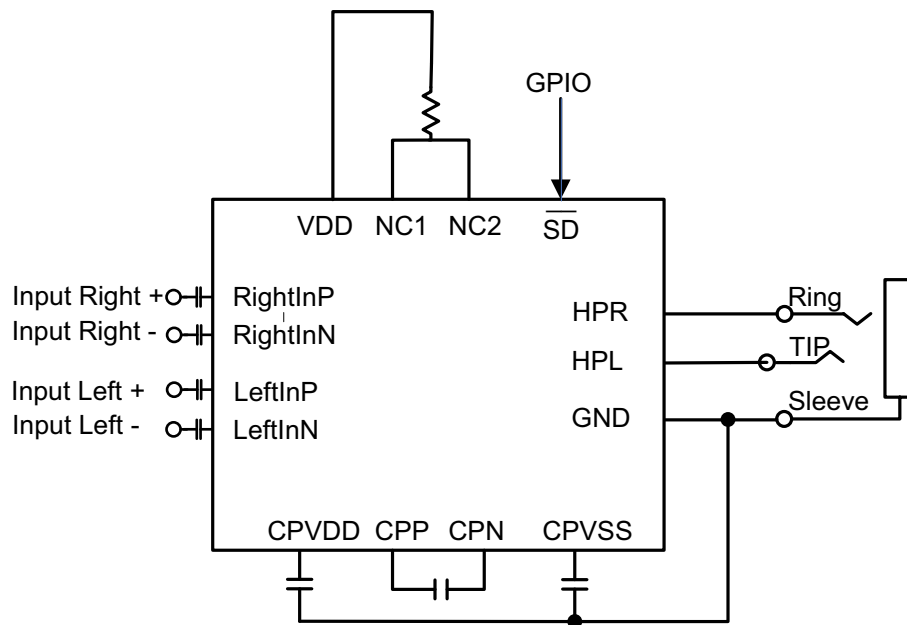 GPIO
VDD NC1 NC2 SD
Input Right + RightInP
Input Right - RightInN
Input Left + LeftInP
Input Left - LeftInN
HPR Ring
HPL TIP
GND Sleeve
CPVDD CPP CPN CPVSS